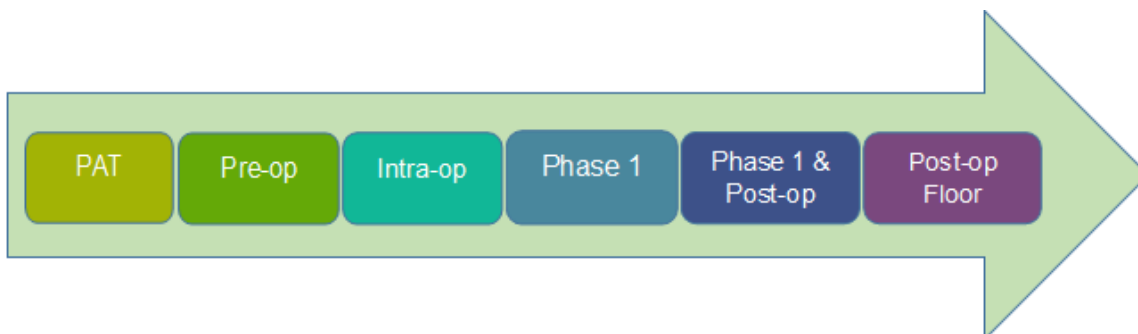 PAT
Pre-op
Intra-op
Phase 1
Phase 1 &
Post-op
Post-op
Floor